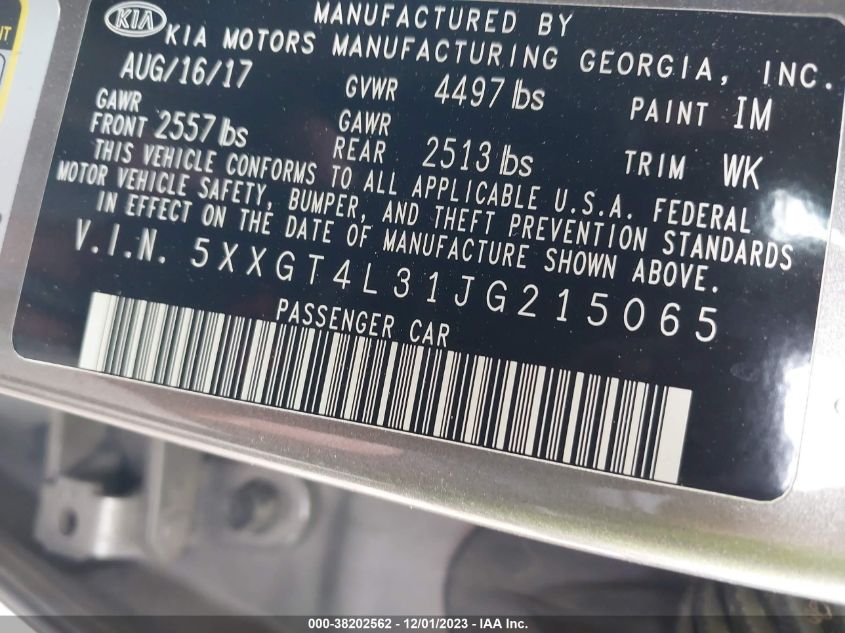 KIA
MANUFACTURED BY
KIA MOTORS MANUFACTURING GEORGIA, INC.
AUG/16/17 GVWR 4497 lbs PAINT IM
GAWR FRONT 2557 lbs GAWR REAR 2513 lbs TRIM WK
THIS VEHICLE CONFORMS TO ALL APPLICABLE U.S.A. FEDERAL
MOTOR VEHICLE SAFETY, BUMPER, AND THEFT PREVENTION STANDARDS
IN EFFECT ON THE DATE OF MANUFACTURE SHOWN ABOVE.
V.I.N. 5XXGT4L31JG215065
PASSENGER CAR
000-38202562 - 12/01/2023 - IAA Inc.